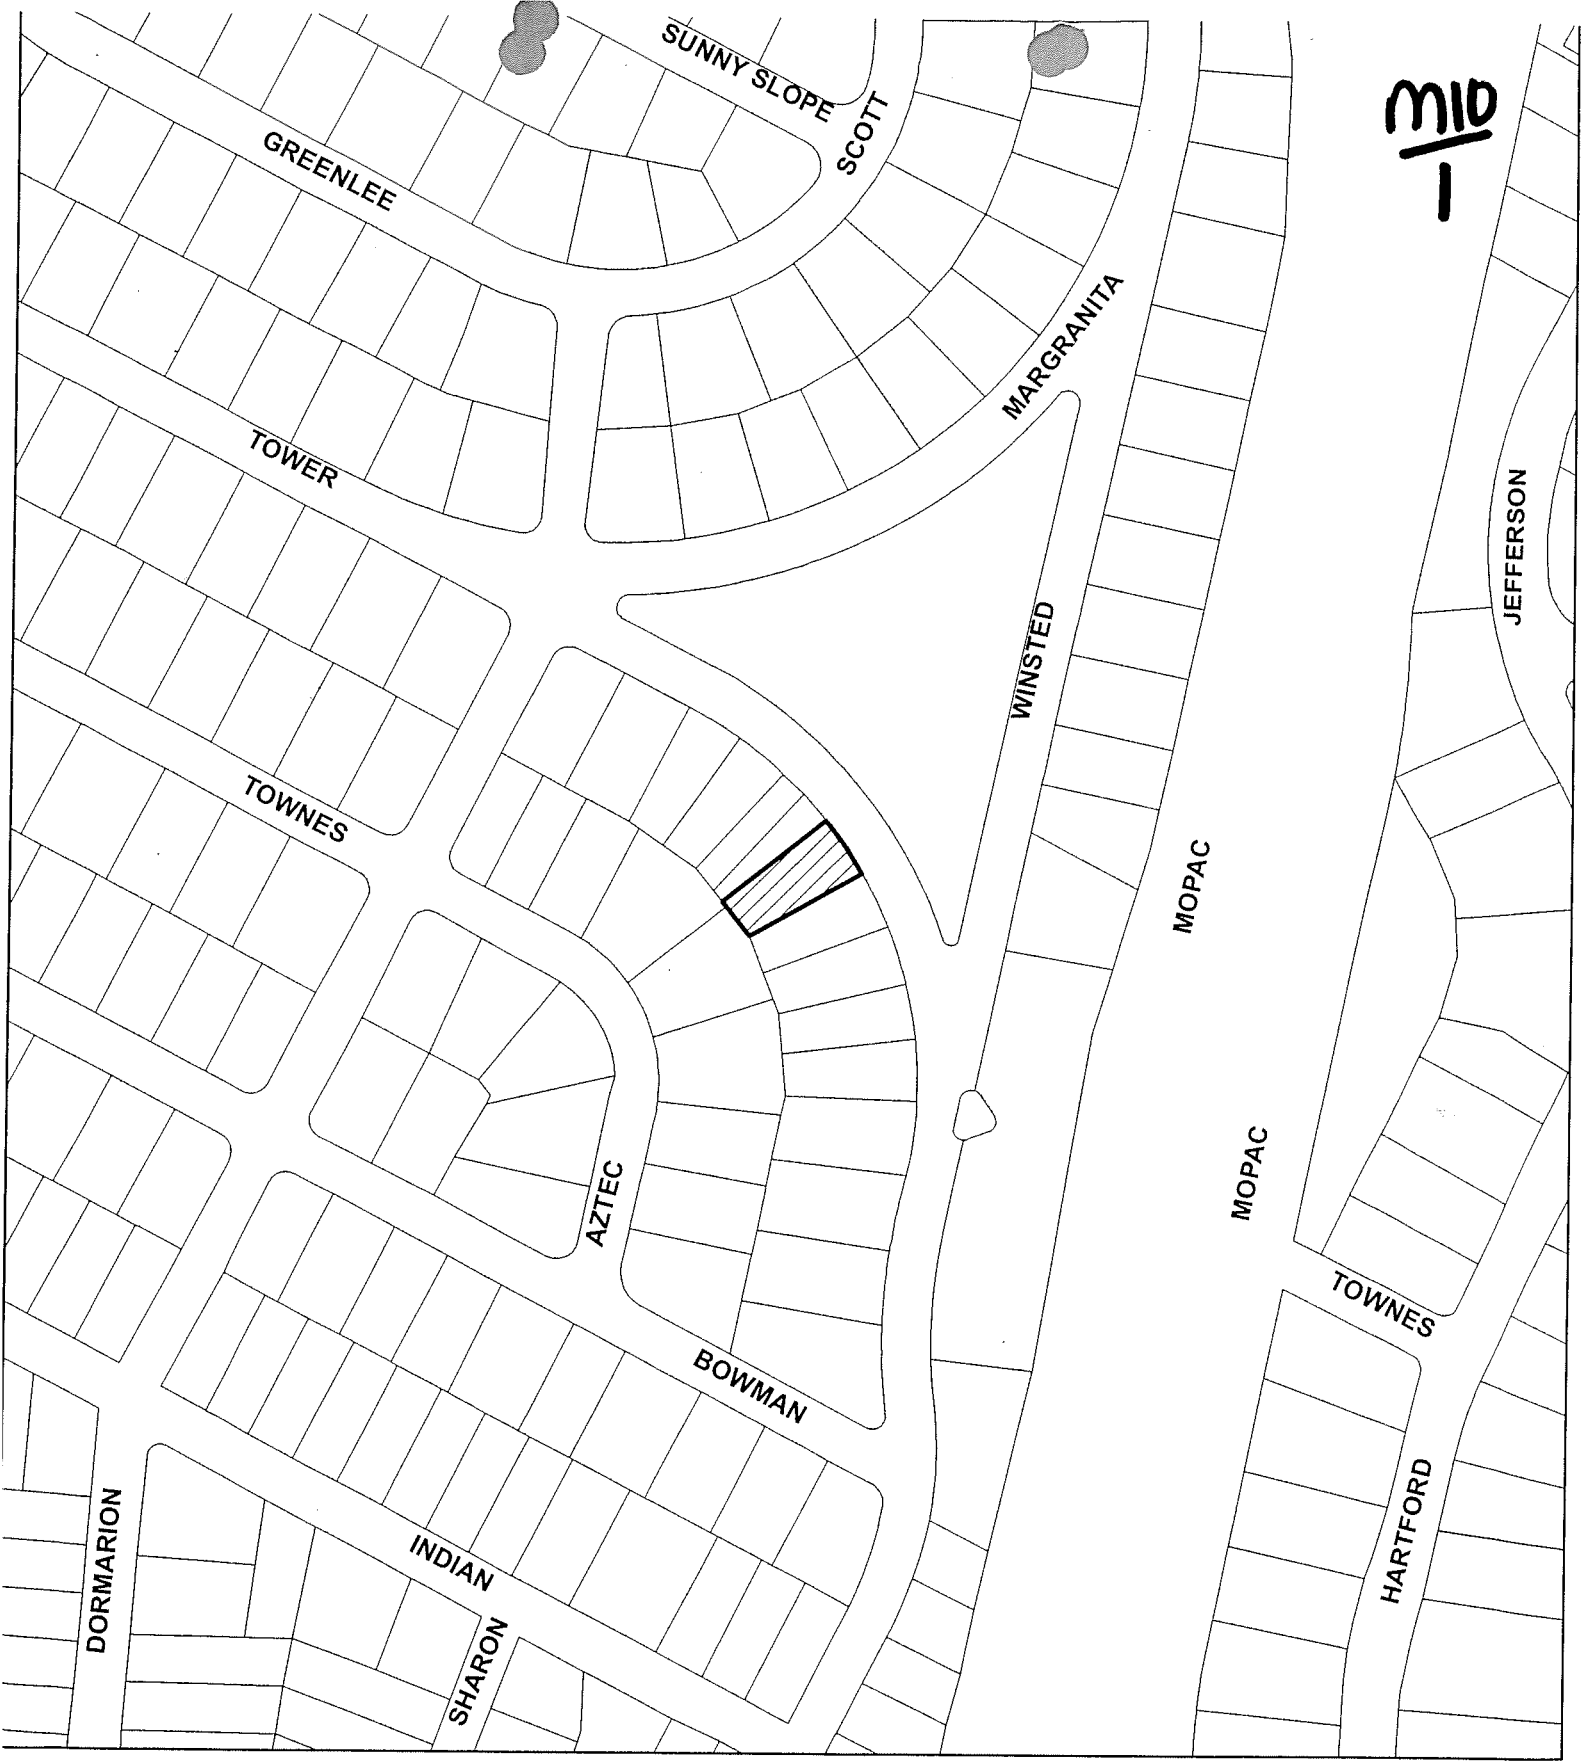 SUNNY SLOPE
SCOTT
M10
1
GREENLEE
MARGRANITA
TOWER
JEFFERSON
WINSTED
TOWNES
MOPAC
MOPAC
AZTEC
TOWNES
BOWMAN
HARTFORD
DORMARION
INDIAN
SHARON